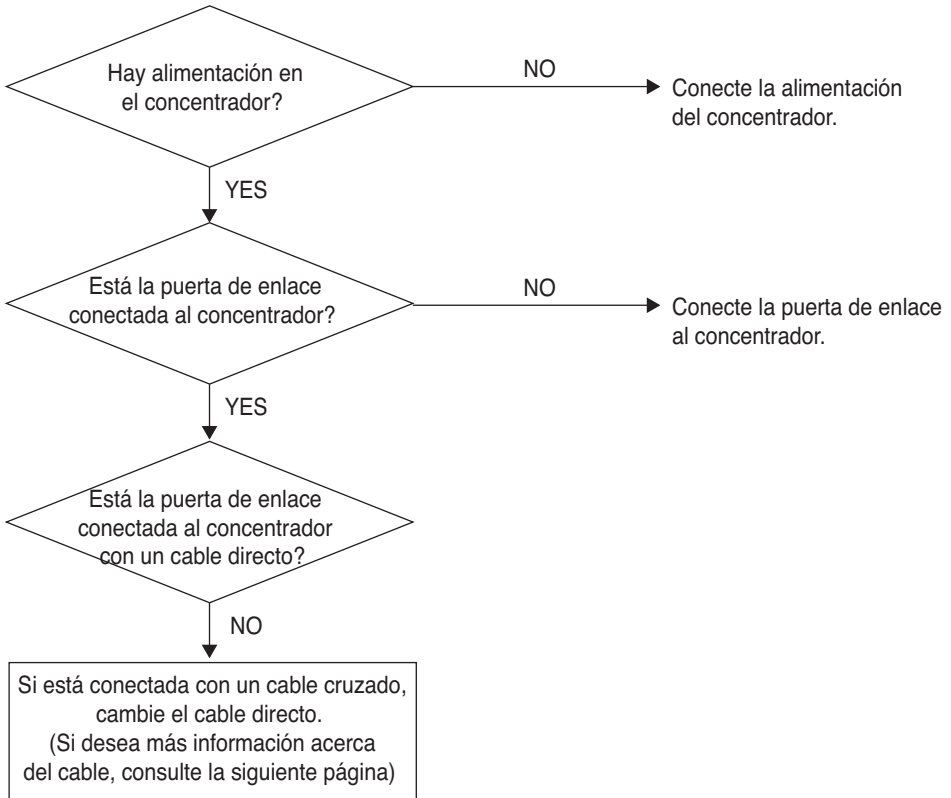 Hay alimentación en
el concentrador?
NO
Conecte la alimentación
del concentrador.
YES
Está la puerta de enlace
conectada al concentrador?
NO
Conecte la puerta de enlace
al concentrador.
YES
Está la puerta de enlace
conectada al concentrador
con un cable directo?
NO
Si está conectada con un cable cruzado,
cambie el cable directo.
(Si desea más información acerca
del cable, consulte la siguiente página)